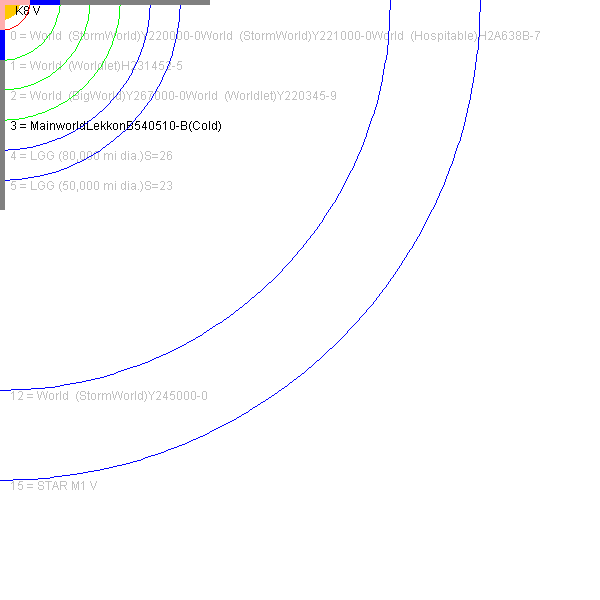 K8 V
0 = World  (StormWorld)Y220000-0World  (StormWorld)Y221000-0World  (Hospitable)H2A638B-7
1 = World  (Worldlet)H231452-5
2 = World  (BigWorld)Y267000-0World  (Worldlet)Y220345-9
3 = MainworldLekkonB540510-B(Cold)
4 = LGG (80,000 mi dia.)S=26
5 = LGG (50,000 mi dia.)S=23
12 = World  (StormWorld)Y245000-0
15 = STAR M1 V